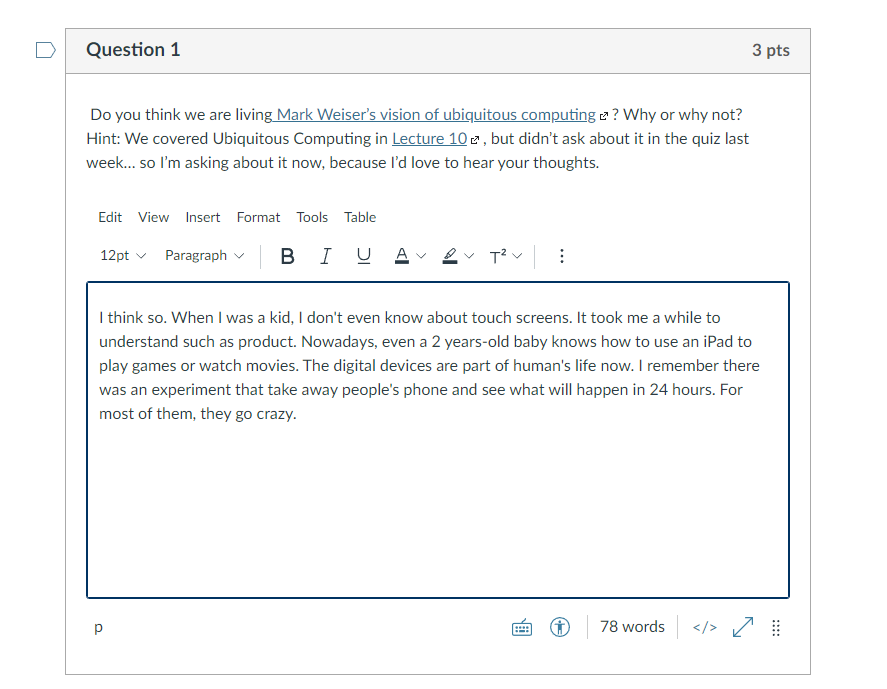 Question 1 3 pts
Do you think we are living Mark Weiser's vision of ubiquitous computing ? Why or why not?
Hint: We covered Ubiquitous Computing in Lecture 10 , but didn't ask about it in the quiz last
week... so I'm asking about it now, because I'd love to hear your thoughts.
Edit View Insert Format Tools Table
12pt Paragraph B I U A T²
I think so. When I was a kid, I don't even know about touch screens. It took me a while to
understand such as product. Nowadays, even a 2 years-old baby knows how to use an iPad to
play games or watch movies. The digital devices are part of human's life now. I remember there
was an experiment that take away people's phone and see what will happen in 24 hours. For
most of them, they go crazy.
p 78 words </>